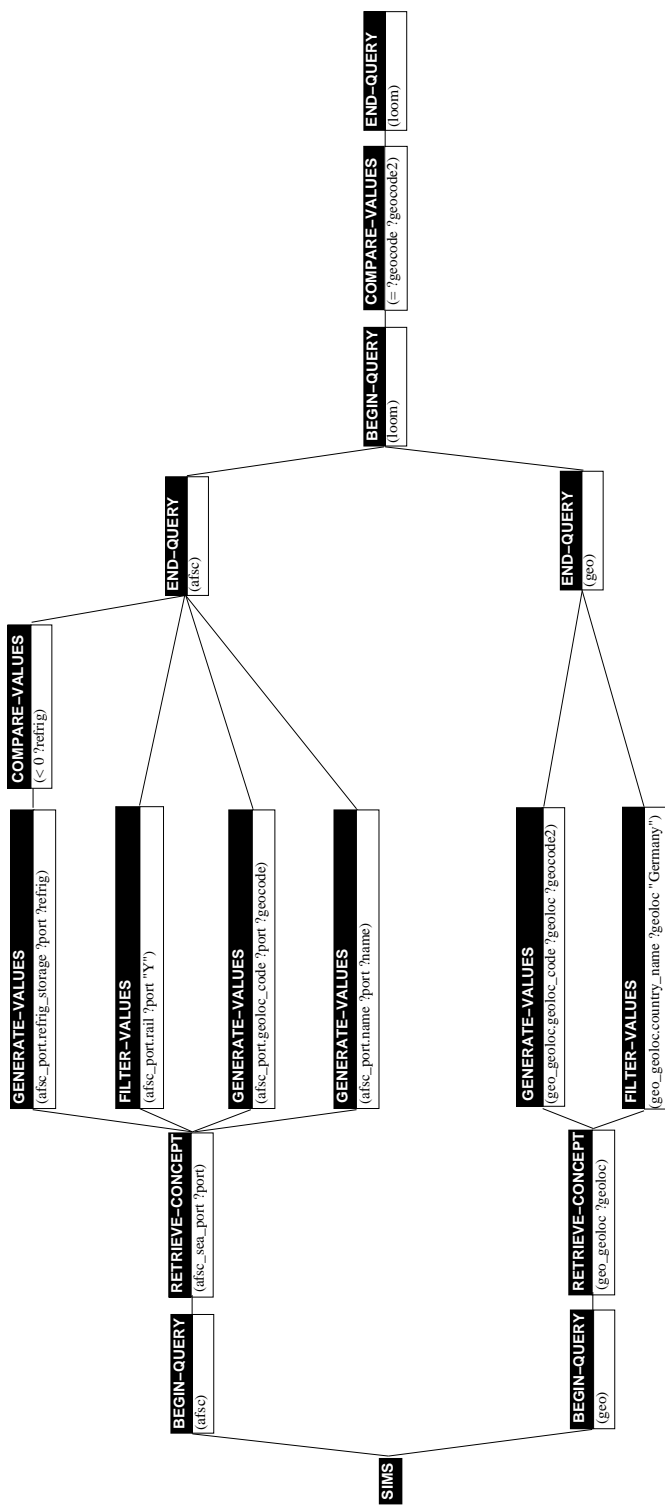 SIMS
BEGIN–QUERY
(afsc)
RETRIEVE–CONCEPT
(afsc_sea_port ?port)
GENERATE–VALUES
(afsc_port.refrig_storage ?port ?refrig)
COMPARE–VALUES
(< 0 ?refrig)
FILTER–VALUES
(afsc_port.rail ?port "Y")
GENERATE–VALUES
(afsc_port.geoloc_code ?port ?geocode)
GENERATE–VALUES
(afsc_port.name ?port ?name)
END–QUERY
(afsc)
BEGIN–QUERY
(geo)
RETRIEVE–CONCEPT
(geo_geoloc ?geoloc)
GENERATE–VALUES
(geo_geoloc.geoloc_code ?geoloc ?geocode2)
FILTER–VALUES
(geo_geoloc.country_name ?geoloc "Germany")
END–QUERY
(geo)
BEGIN–QUERY
(loom)
COMPARE–VALUES
(= ?geocode ?geocode2)
END–QUERY
(loom)